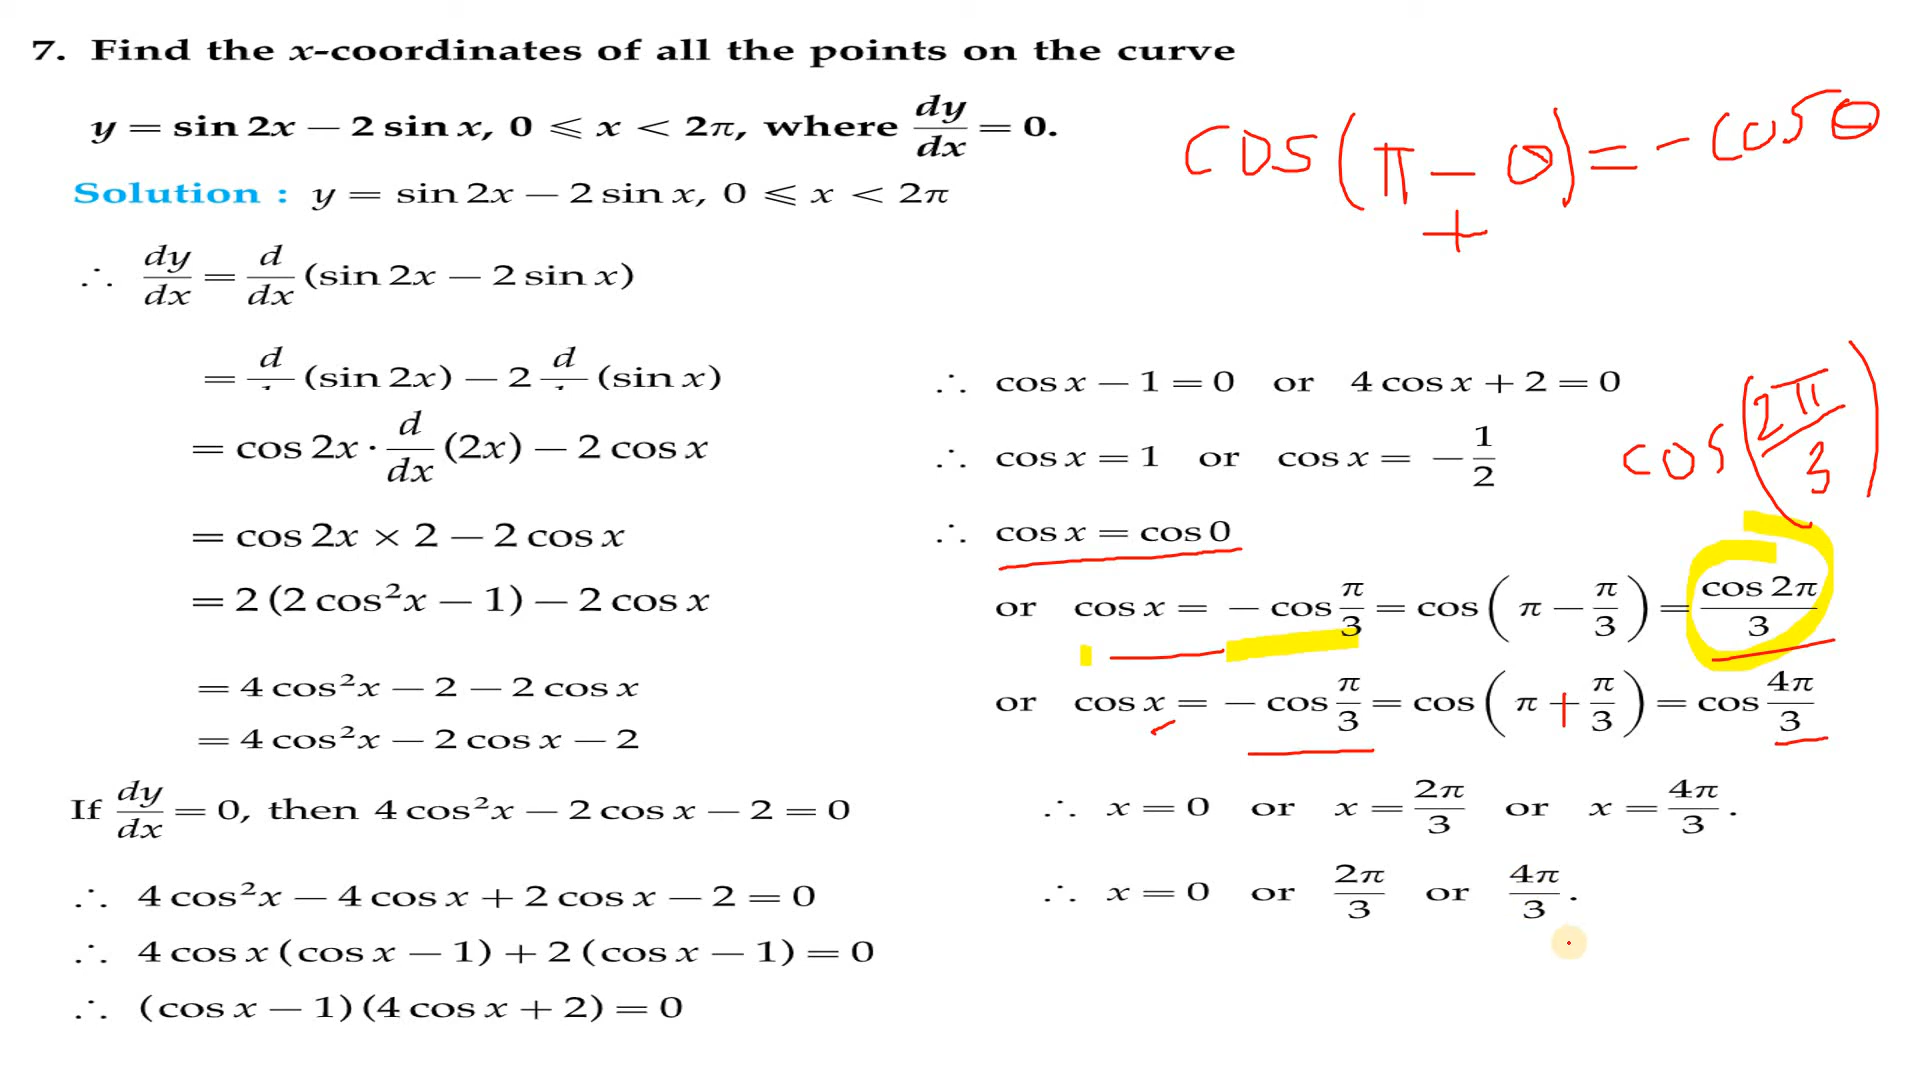 7. Find the x-coordinates of all the points on the curve
y = sin 2x − 2 sin x, 0 ⩽ x < 2π, where dy/dx = 0.
Solution : y = sin 2x − 2 sin x, 0 ⩽ x < 2π
∴ dy/dx = d/dx (sin 2x − 2 sin x)
= d/ (sin 2x) − 2 d/ (sin x)
= cos 2x · d/dx (2x) − 2 cos x
= cos 2x × 2 − 2 cos x
= 2 (2 cos²x − 1) − 2 cos x
= 4 cos²x − 2 − 2 cos x
= 4 cos²x − 2 cos x − 2
If dy/dx = 0, then 4 cos²x − 2 cos x − 2 = 0
∴ 4 cos²x − 4 cos x + 2 cos x − 2 = 0
∴ 4 cos x (cos x − 1) + 2 (cos x − 1) = 0
∴ (cos x − 1) (4 cos x + 2) = 0
cos(π − θ) = − cosθ
+
∴ cos x − 1 = 0 or 4 cos x + 2 = 0
∴ cos x = 1 or cos x = − 1/2
cos(2π/3)
∴ cos x = cos 0
or cos x = − cos π/3 = cos (π − π/3) = cos 2π/3
or cos x = − cos π/3 = cos (π + π/3) = cos 4π/3
∴ x = 0 or x = 2π/3 or x = 4π/3 .
∴ x = 0 or 2π/3 or 4π/3 .